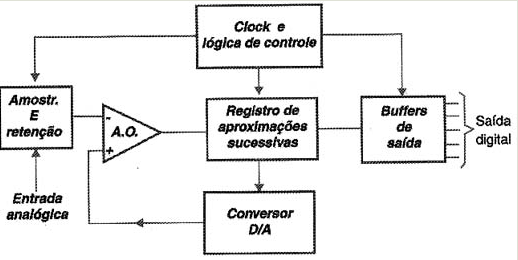 Clock e
lógica de controle
Amostr.
E
retenção
-
A.O.
+
Registro de
aproximações
sucessivas
Buffers
de
saída
Saída
digital
Entrada
analógica
Conversor
D/A